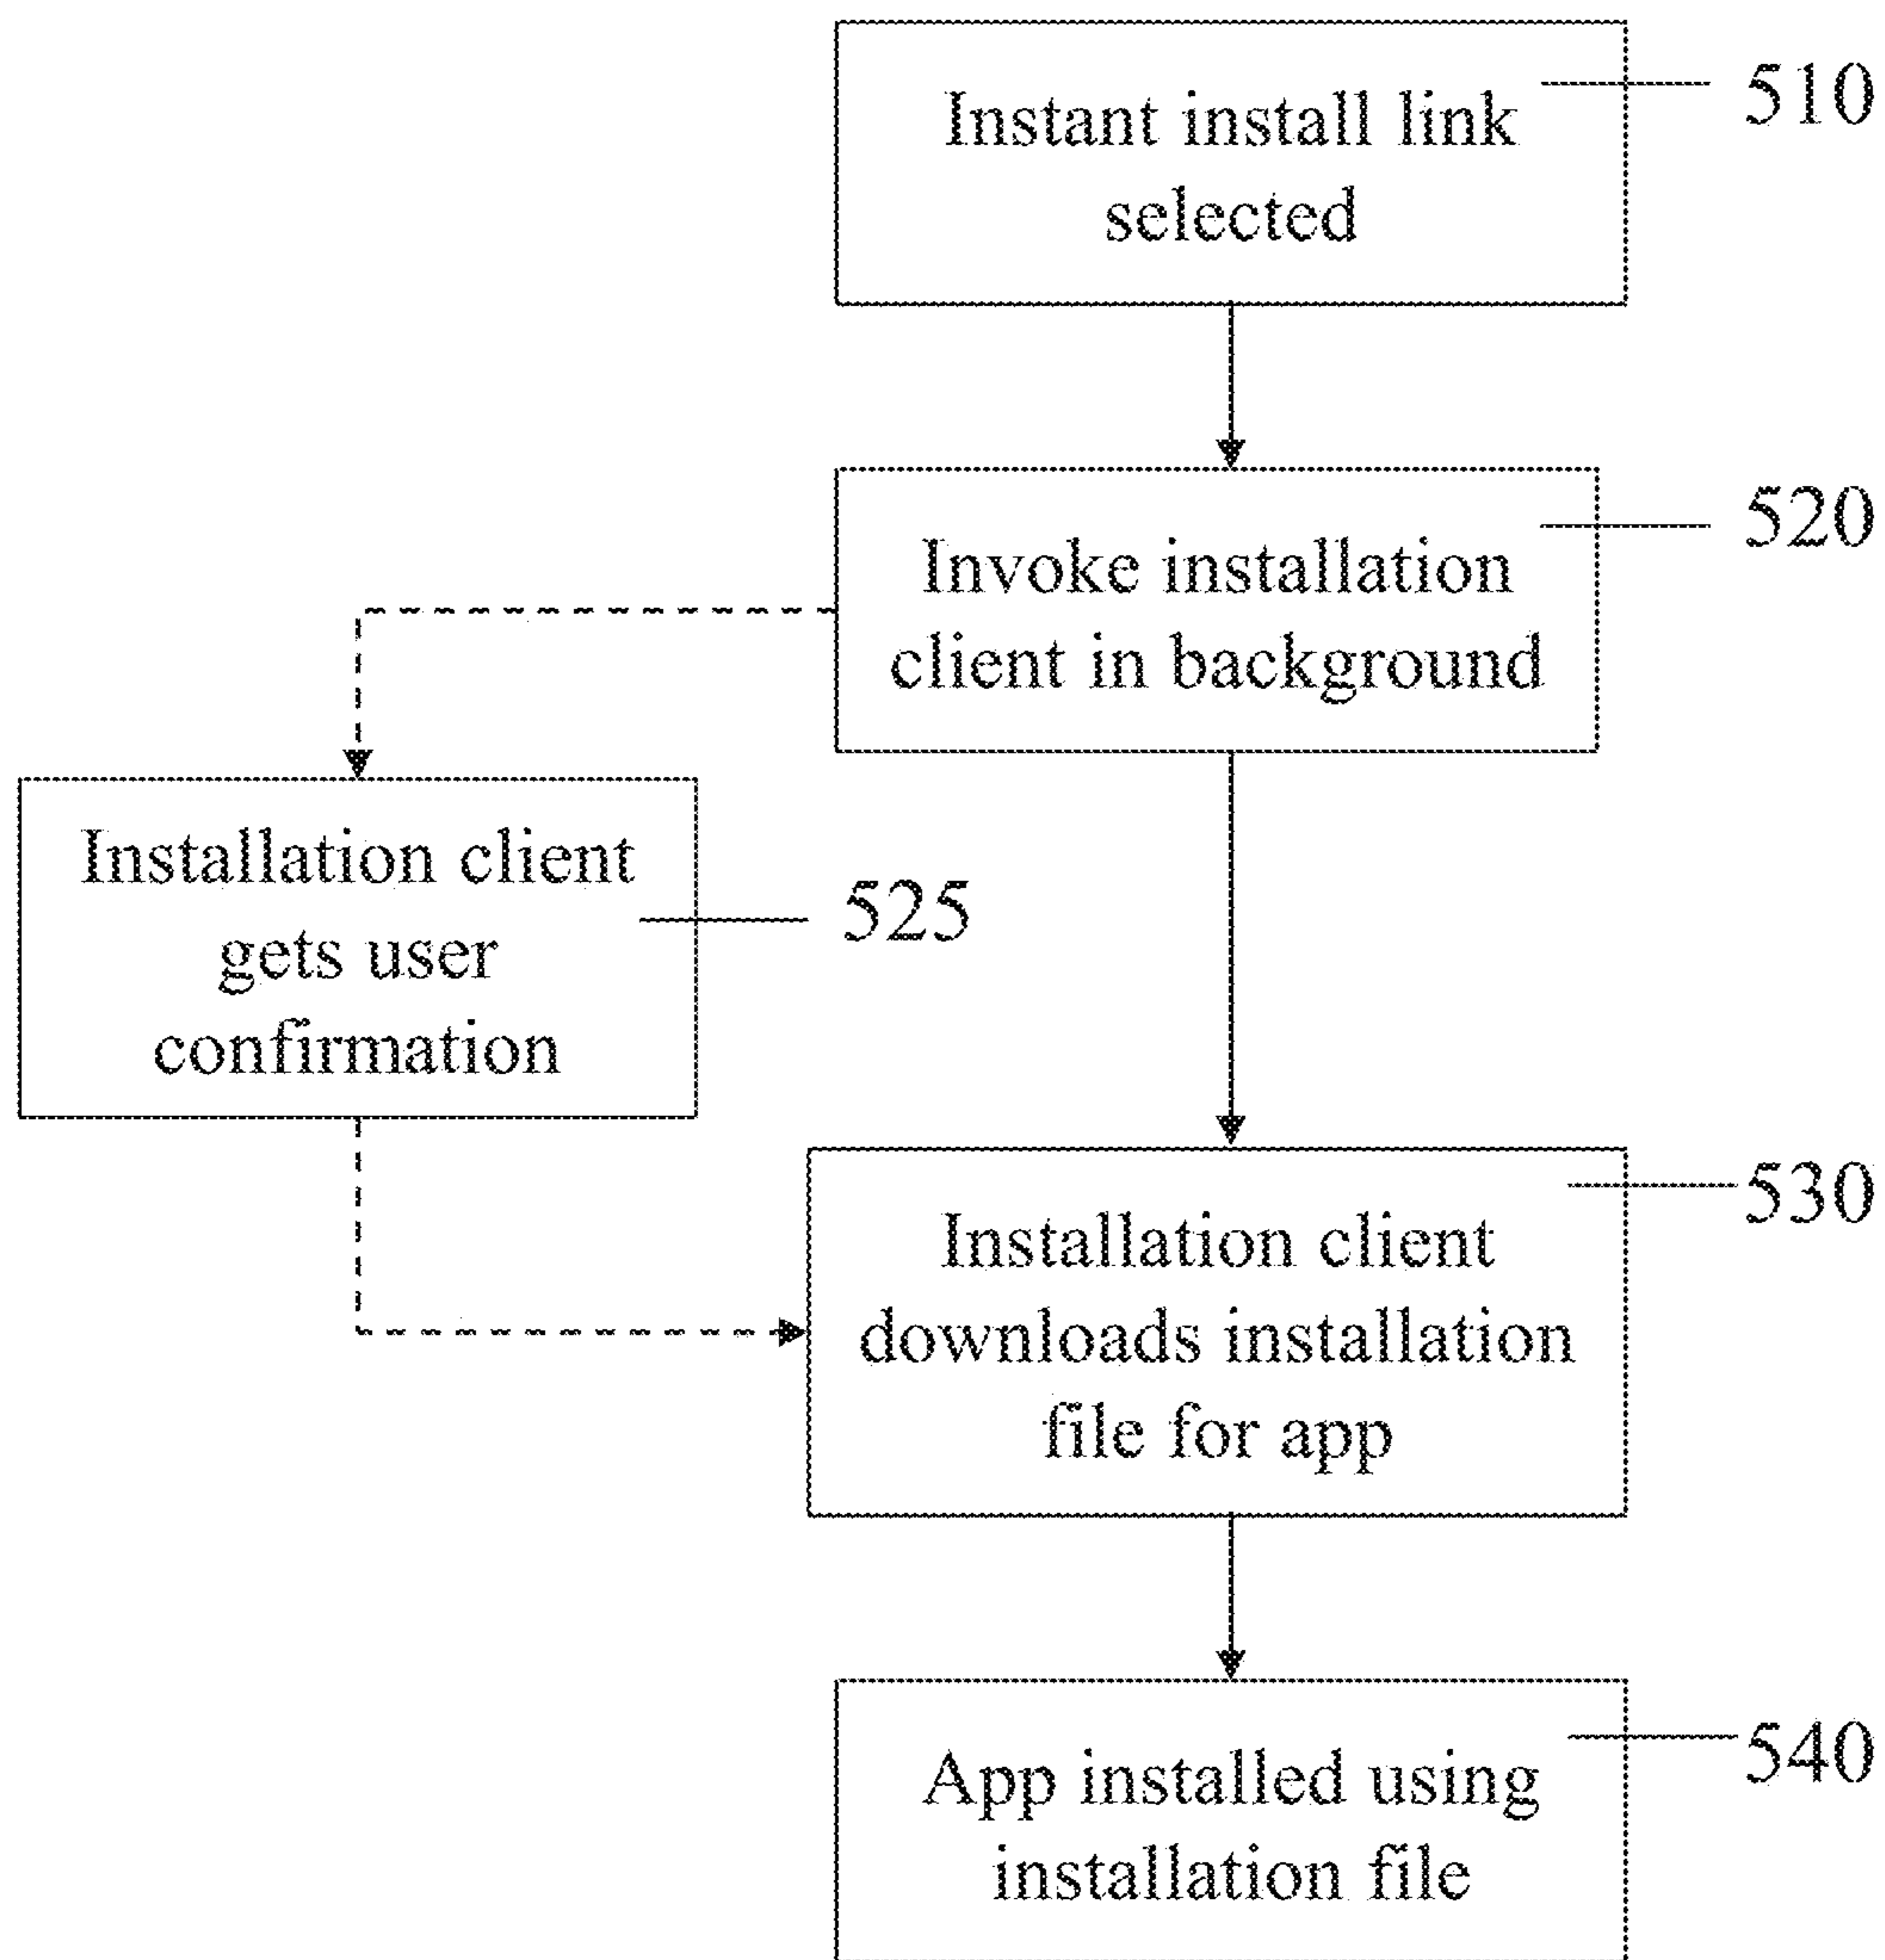 Instant install link
selected
510
Invoke installation
client in background
520
Installation client
gets user
confirmation
525
Installation client
downloads installation
file for app
530
App installed using
installation file
540